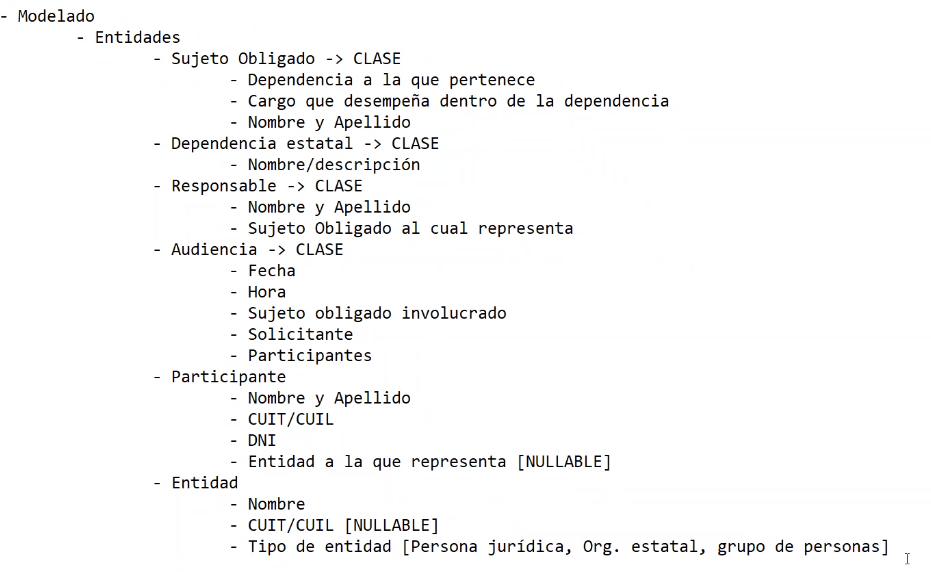 - Modelado
- Entidades
- Sujeto Obligado -> CLASE
- Dependencia a la que pertenece
- Cargo que desempeña dentro de la dependencia
- Nombre y Apellido
- Dependencia estatal -> CLASE
- Nombre/descripción
- Responsable -> CLASE
- Nombre y Apellido
- Sujeto Obligado al cual representa
- Audiencia -> CLASE
- Fecha
- Hora
- Sujeto obligado involucrado
- Solicitante
- Participantes
- Participante
- Nombre y Apellido
- CUIT/CUIL
- DNI
- Entidad a la que representa [NULLABLE]
- Entidad
- Nombre
- CUIT/CUIL [NULLABLE]
- Tipo de entidad [Persona jurídica, Org. estatal, grupo de personas]